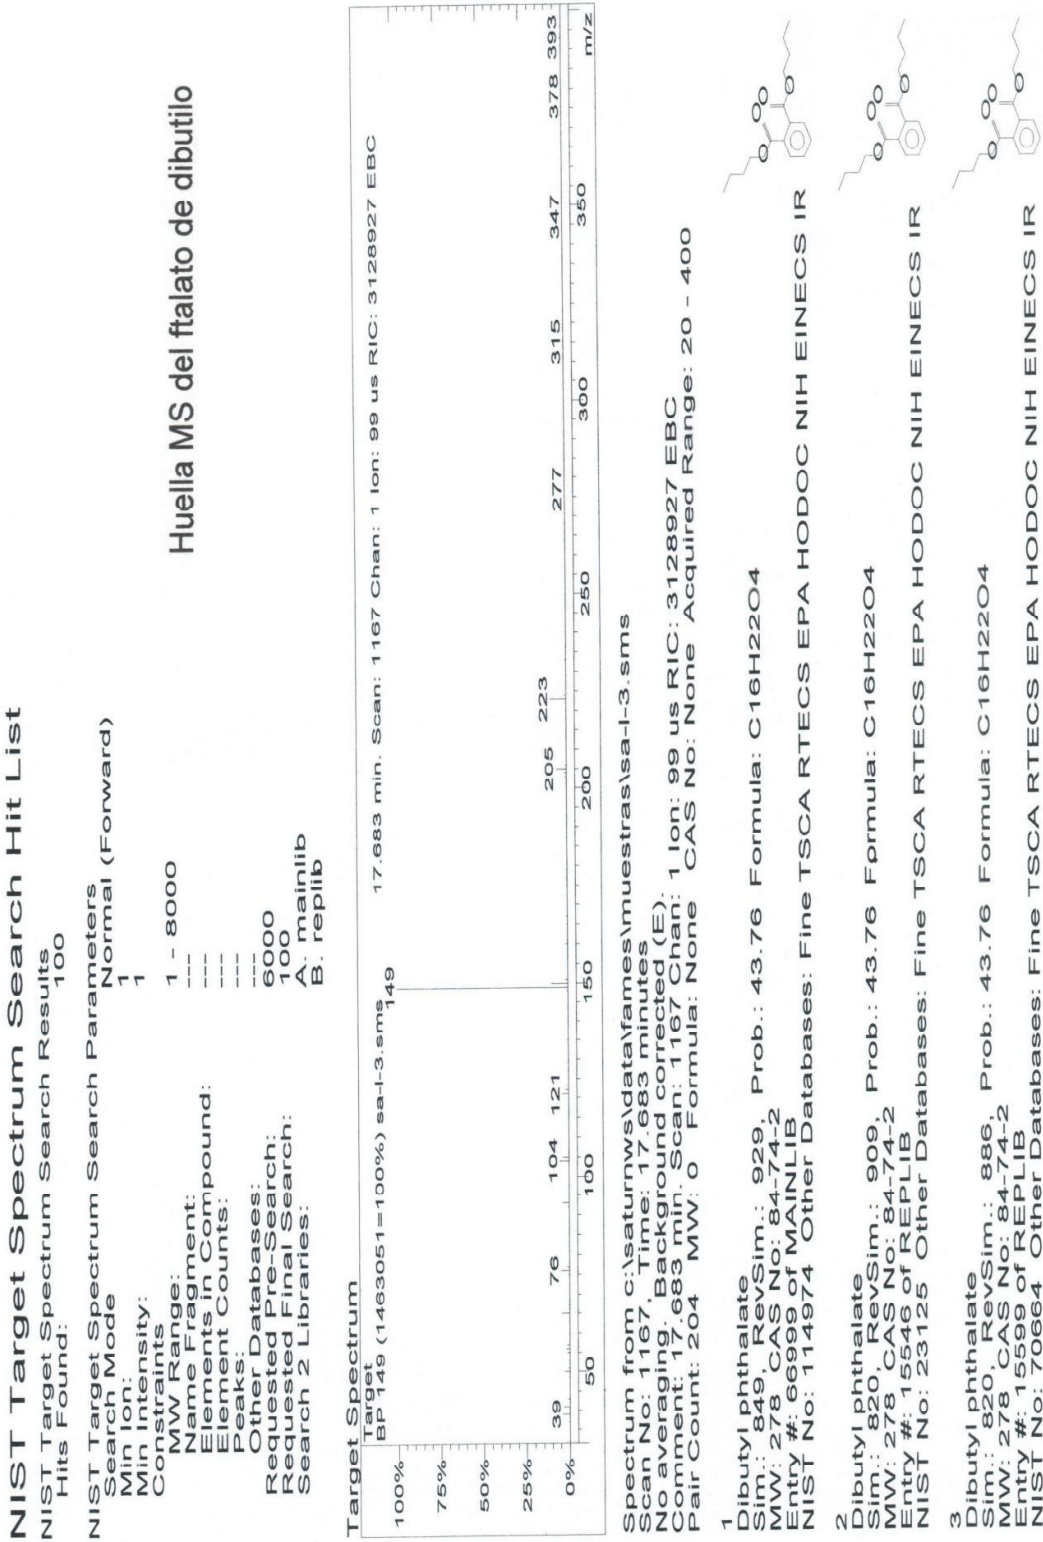 NIST Target Spectrum Search Hit List
NIST Target Spectrum Search Results
Hits Found: 100
Huella MS del ftalato de dibutilo
NIST Target Spectrum Search Parameters
Search Mode Normal (Forward)
Min Ion: 1
Min Intensity: 1
Constraints
MW Range: 1 - 8000
Name Fragment: ---
Elements in Compound: ---
Element Counts: ---
Peaks: ---
Other Databases: ---
Requested Pre-Search: 6000
Requested Final Search: 100
Search 2 Libraries: A: mainlib
B: replib
Target Spectrum
Target
BP 149 (1463051=100%) sa-l-3.sms 17.683 min. Scan: 1167 Chan: 1 Ion: 99 us RIC: 3128927 EBC
100%
75%
50%
25%
0%
39 76 104 121 149 205 223 277 315 347 378 393
50 100 150 200 250 300 350 m/z
Spectrum from c:\saturnws\data\fames\muestras\sa-l-3.sms
Scan No: 1167, Time: 17.683 minutes
No averaging. Background corrected (E).
Comment: 17.683 min. Scan: 1167 Chan: 1 Ion: 99 us RIC: 3128927 EBC
Pair Count: 204 MW: 0 Formula: None CAS No: None Acquired Range: 20 - 400
1
Dibutyl phthalate
Sim.: 849, RevSim.: 929, Prob.: 43.76 Formula: C16H22O4
MW: 278 CAS No: 84-74-2
Entry #: 66999 of MAINLIB
NIST No: 114974 Other Databases: Fine TSCA RTECS EPA HODOC NIH EINECS IR
O O O O
2
Dibutyl phthalate
Sim.: 820, RevSim.: 909, Prob.: 43.76 Formula: C16H22O4
MW: 278 CAS No: 84-74-2
Entry #: 15546 of REPLIB
NIST No: 23125 Other Databases: Fine TSCA RTECS EPA HODOC NIH EINECS IR
O O O O
3
Dibutyl phthalate
Sim.: 820, RevSim.: 886, Prob.: 43.76 Formula: C16H22O4
MW: 278 CAS No: 84-74-2
Entry #: 15599 of REPLIB
NIST No: 70664 Other Databases: Fine TSCA RTECS EPA HODOC NIH EINECS IR
O O O O